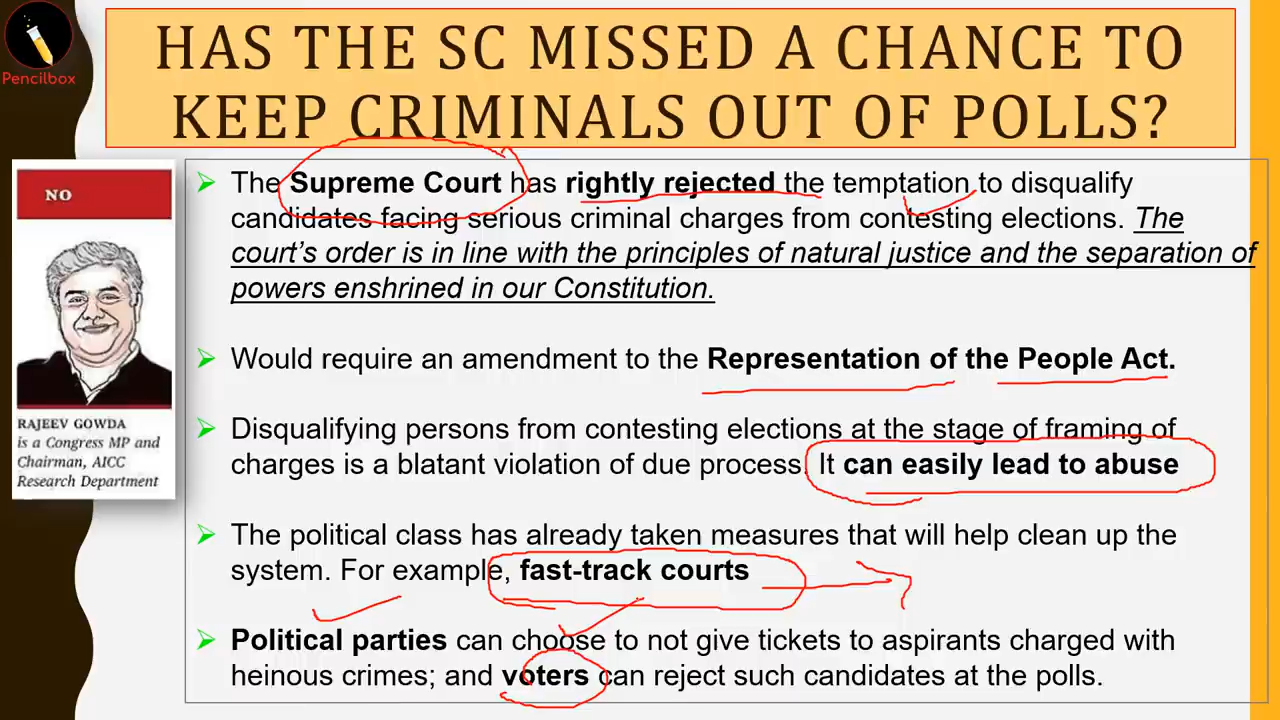 Pencilbox
HAS THE SC MISSED A CHANCE TO
KEEP CRIMINALS OUT OF POLLS?
NO
RAJEEV GOWDA
is a Congress MP and
Chairman, AICC
Research Department
The Supreme Court has rightly rejected the temptation to disqualify
candidates facing serious criminal charges from contesting elections. The
court's order is in line with the principles of natural justice and the separation of
powers enshrined in our Constitution.
Would require an amendment to the Representation of the People Act.
Disqualifying persons from contesting elections at the stage of framing of
charges is a blatant violation of due process. It can easily lead to abuse
The political class has already taken measures that will help clean up the
system. For example, fast-track courts
Political parties can choose to not give tickets to aspirants charged with
heinous crimes; and voters can reject such candidates at the polls.